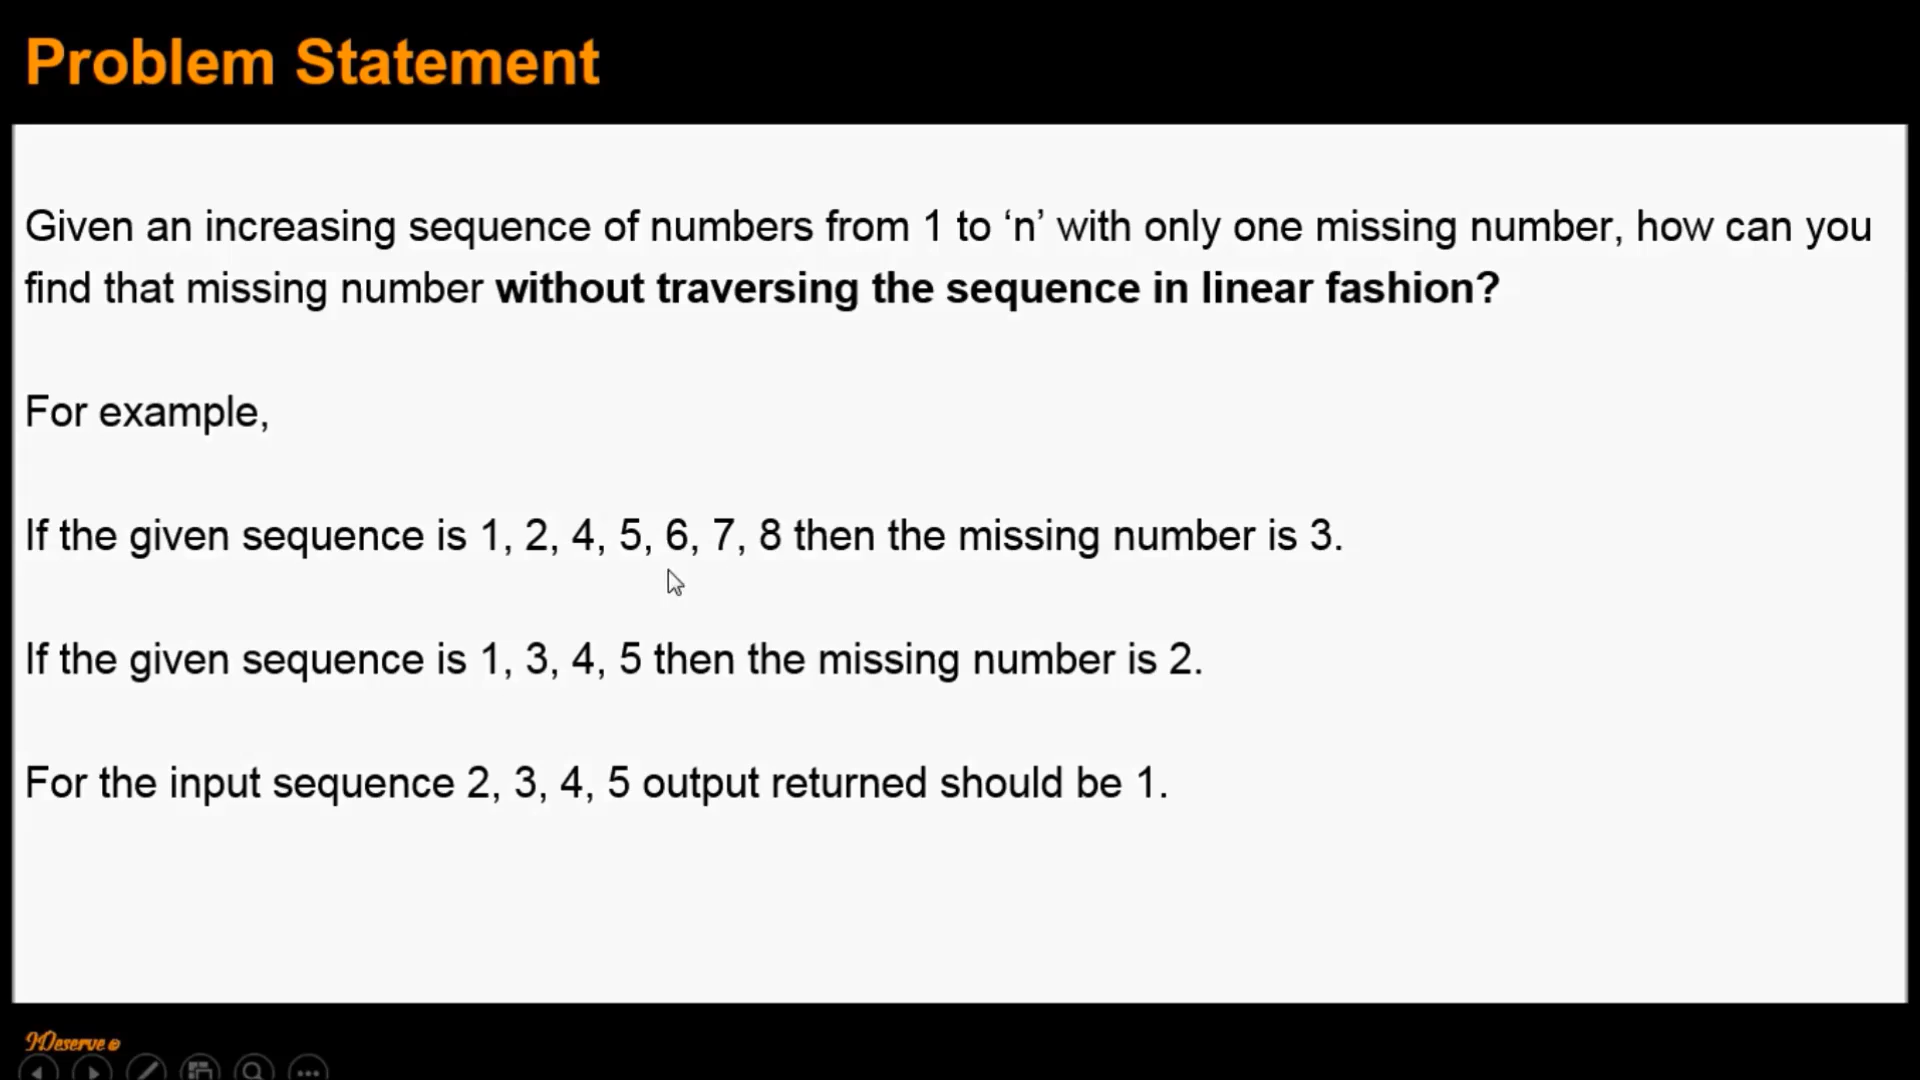 Problem Statement
Given an increasing sequence of numbers from 1 to ‘n’ with only one missing number, how can you
find that missing number without traversing the sequence in linear fashion?
For example,
If the given sequence is 1, 2, 4, 5, 6, 7, 8 then the missing number is 3.
If the given sequence is 1, 3, 4, 5 then the missing number is 2.
For the input sequence 2, 3, 4, 5 output returned should be 1.
IDeserve